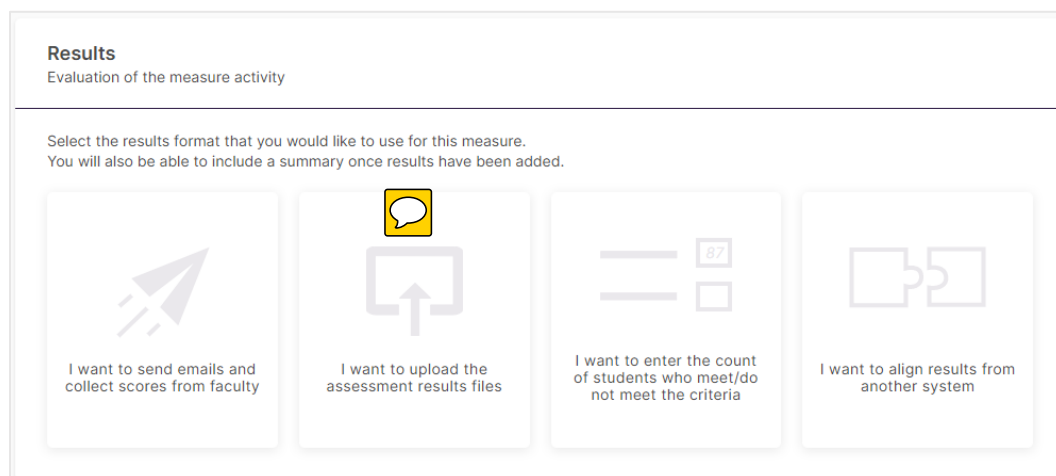 Results
Evaluation of the measure activity
Select the results format that you would like to use for this measure.
You will also be able to include a summary once results have been added.
I want to send emails and
collect scores from faculty
I want to upload the
assessment results files
87
I want to enter the count
of students who meet/do
not meet the criteria
I want to align results from
another system